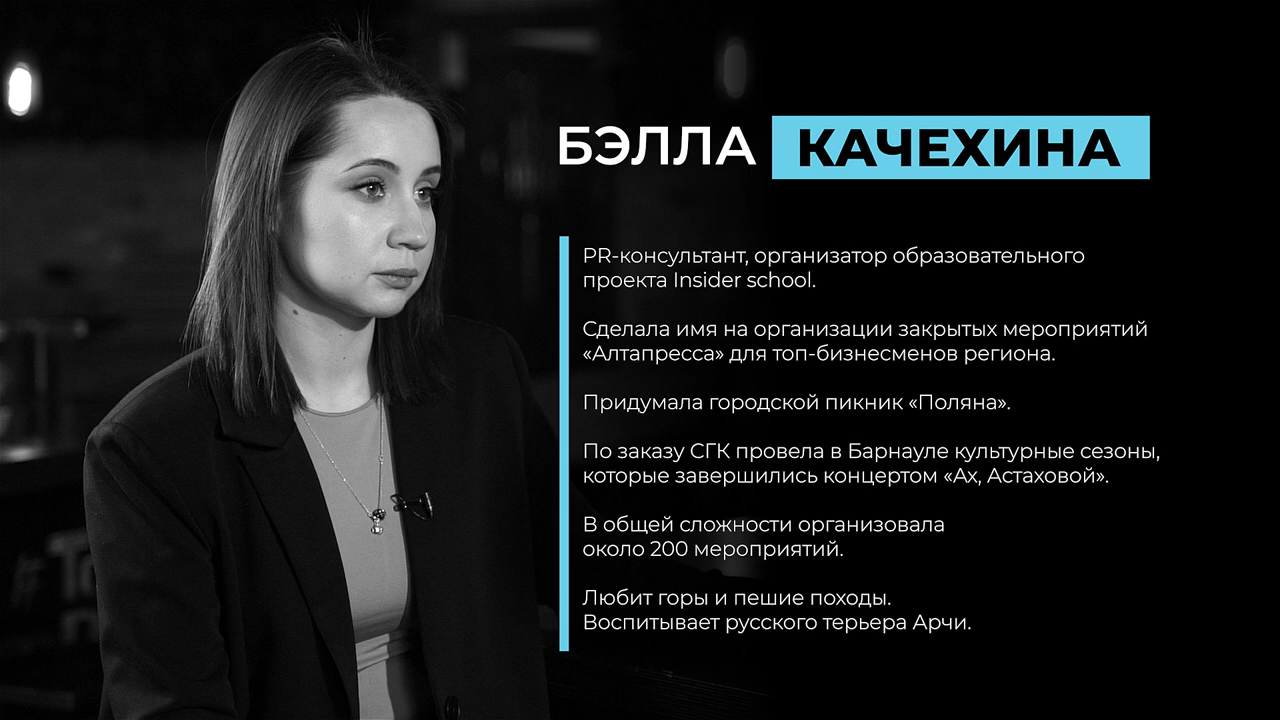 БЭЛЛА КАЧЕХИНА
PR-консультант, организатор образовательного
проекта Insider school.
Сделала имя на организации закрытых мероприятий
«Алтапресса» для топ-бизнесменов региона.
Придумала городской пикник «Поляна».
По заказу СГК провела в Барнауле культурные сезоны,
которые завершились концертом «Ах, Астаховой».
В общей сложности организовала
около 200 мероприятий.
Любит горы и пешие походы.
Воспитывает русского терьера Арчи.